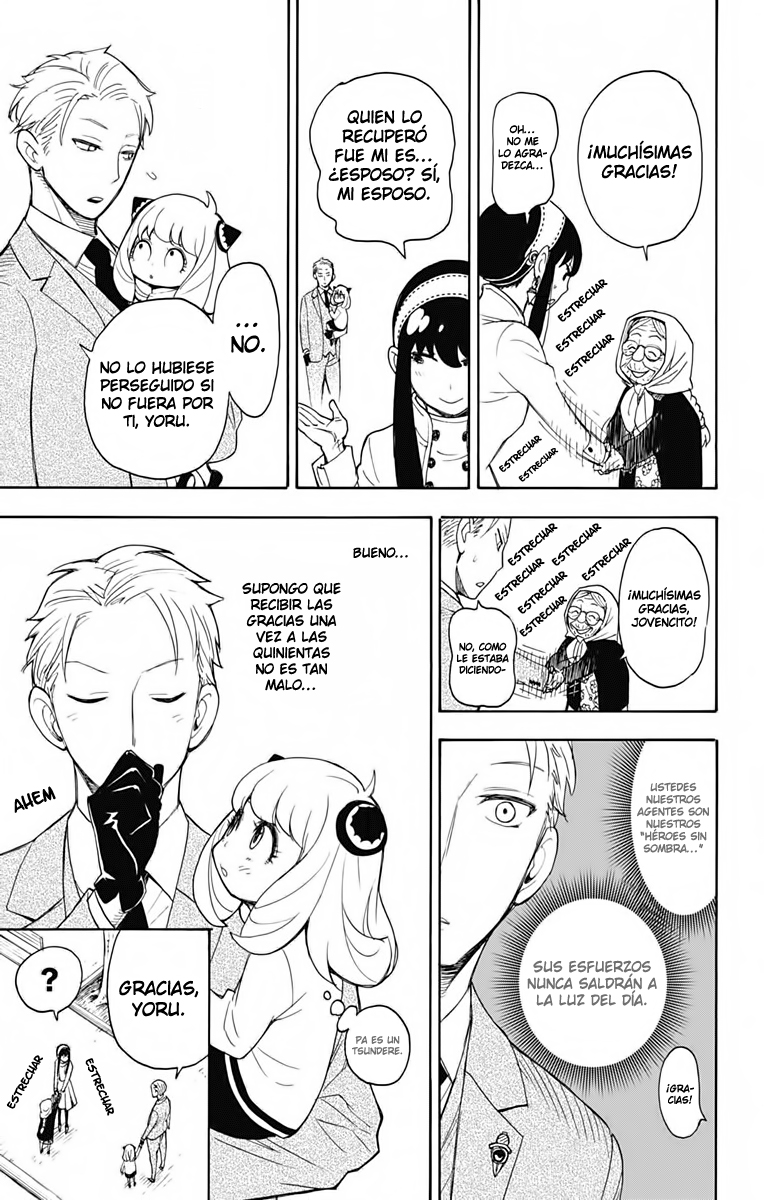 ¡MUCHÍSIMAS
GRACIAS!
OH...
NO ME
LO AGRA-
DEZCA...
ESTRECHAR
ESTRECHAR
ESTRECHAR
ESTRECHAR
ESTRECHAR
QUIEN LO
RECUPERÓ
FUE MI ES...
¿ESPOSO? SÍ,
MI ESPOSO.
...
NO.
NO LO HUBIESE
PERSEGUIDO SI
NO FUERA POR
TI, YORU.
¡MUCHÍSIMAS
GRACIAS,
JOVENCITO!
ESTRECHAR
ESTRECHAR
ESTRECHAR
ESTRECHAR
ESTRECHAR
ESTRECHAR
NO, COMO
LE ESTABA
DICIENDO-
USTEDES
NUESTROS
AGENTES SON
NUESTROS
"HÉROES SIN
SOMBRA..."
SUS ESFUERZOS
NUNCA SALDRÁN A
LA LUZ DEL DÍA.
¡GRA-
CIAS!
BUENO...
SUPONGO QUE
RECIBIR LAS
GRACIAS UNA
VEZ A LAS
QUINIENTAS
NO ES TAN
MALO...
AHEM
PA ES UN
TSUNDERE.
GRACIAS,
YORU.
?
ESTRECHAR
ESTRECHAR